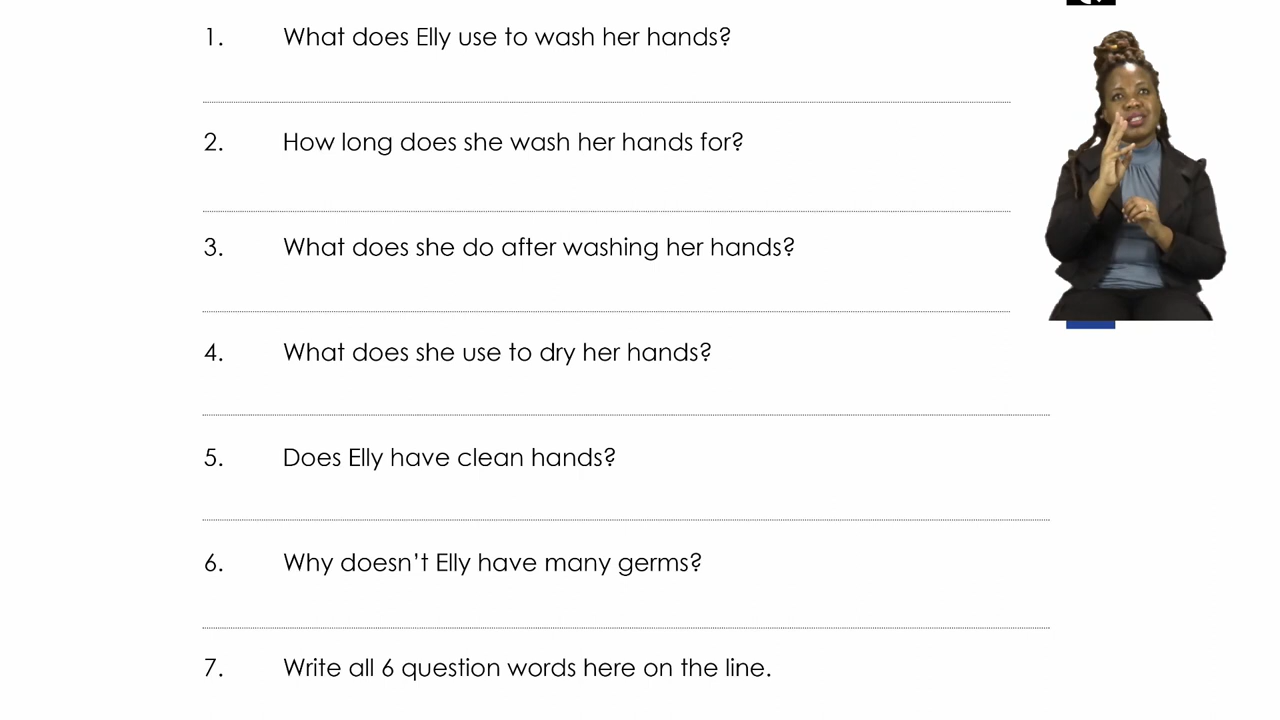 1. What does Elly use to wash her hands?
2. How long does she wash her hands for?
3. What does she do after washing her hands?
4. What does she use to dry her hands?
5. Does Elly have clean hands?
6. Why doesn’t Elly have many germs?
7. Write all 6 question words here on the line.